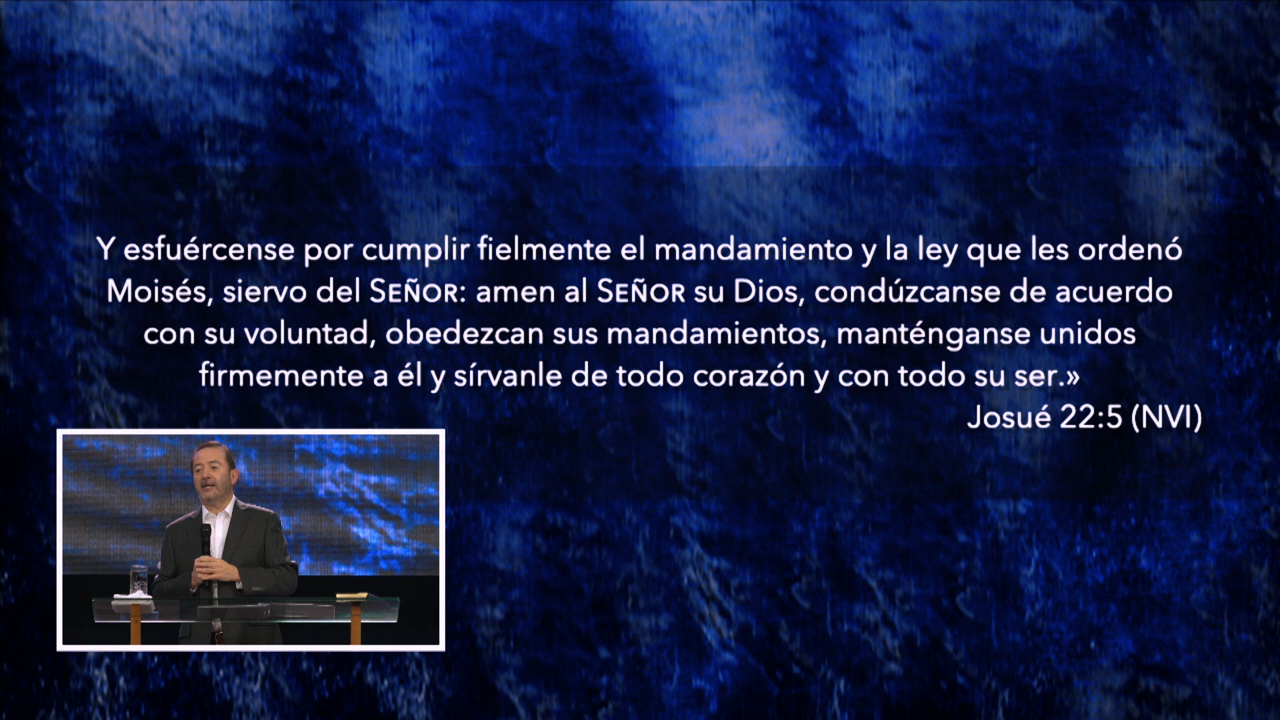 Y esfuércense por cumplir fielmente el mandamiento y la ley que les ordenó
Moisés, siervo del SEÑOR: amen al SEÑOR su Dios, condúzcanse de acuerdo
con su voluntad, obedezcan sus mandamientos, manténganse unidos
firmemente a él y sírvanle de todo corazón y con todo su ser.»
Josué 22:5 (NVI)